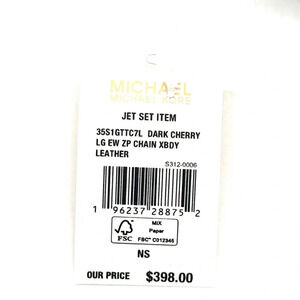 MICHAEL
MICHAEL KORS
JET SET ITEM
35S1GTTC7L DARK CHERRY
LG EW ZP CHAIN XBDY
LEATHER
S312-0006
1 96237 28875 2
FSC
MIX
Paper
FSC® C012346
NS
OUR PRICE $398.00